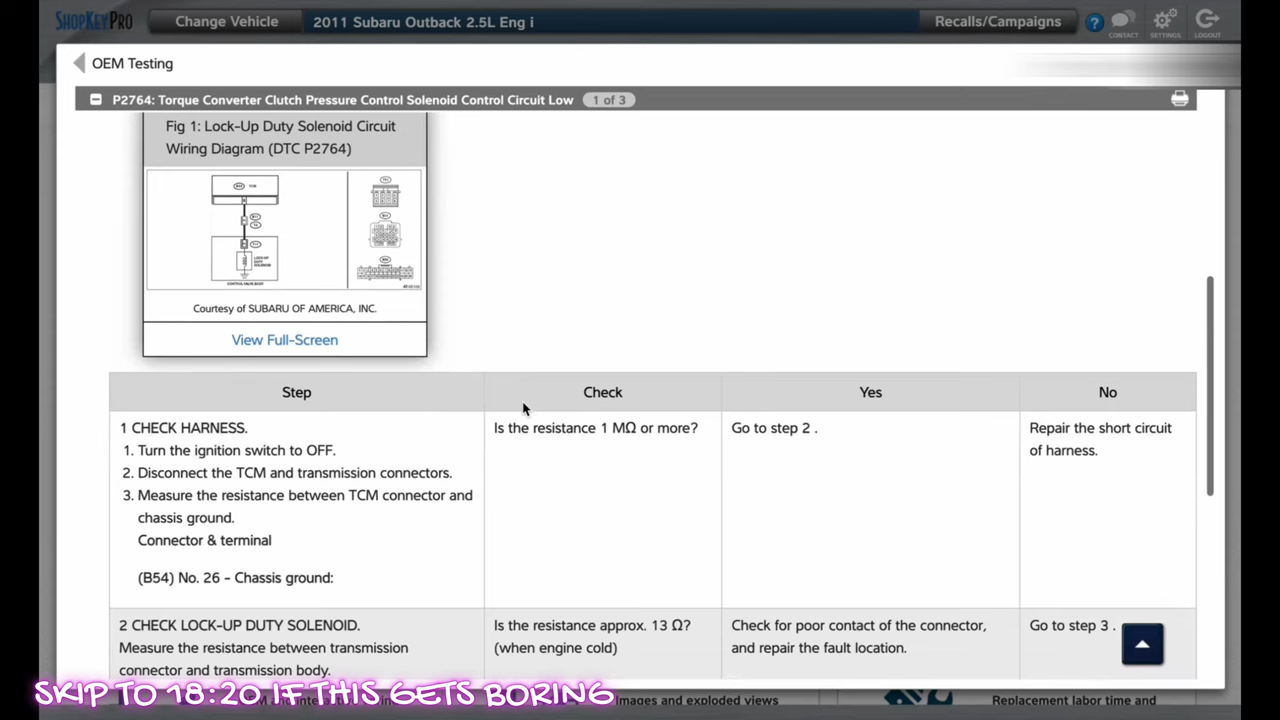 ShopKeyPro
Change Vehicle
2011 Subaru Outback 2.5L Eng i
Recalls/Campaigns
?
CONTACT
SETTINGS
LOGOUT
OEM Testing
P2764: Torque Converter Clutch Pressure Control Solenoid Control Circuit Low
1 of 3
Fig 1: Lock-Up Duty Solenoid Circuit
Wiring Diagram (DTC P2764)
TCM
LOCK-UP
DUTY
SOLENOID
CONTROL VALVE BODY
Courtesy of SUBARU OF AMERICA, INC.
View Full-Screen
Step
Check
Yes
No
1 CHECK HARNESS.
1. Turn the ignition switch to OFF.
2. Disconnect the TCM and transmission connectors.
3. Measure the resistance between TCM connector and
chassis ground.
Connector & terminal
(B54) No. 26 - Chassis ground:
Is the resistance 1 MΩ or more?
Go to step 2 .
Repair the short circuit
of harness.
2 CHECK LOCK-UP DUTY SOLENOID.
Measure the resistance between transmission
connector and transmission body.
Is the resistance approx. 13 Ω?
(when engine cold)
Check for poor contact of the connector,
and repair the fault location.
Go to step 3 .
SKIP TO 18:20 IF THIS GETS BORING
images and exploded views
Replacement labor time and